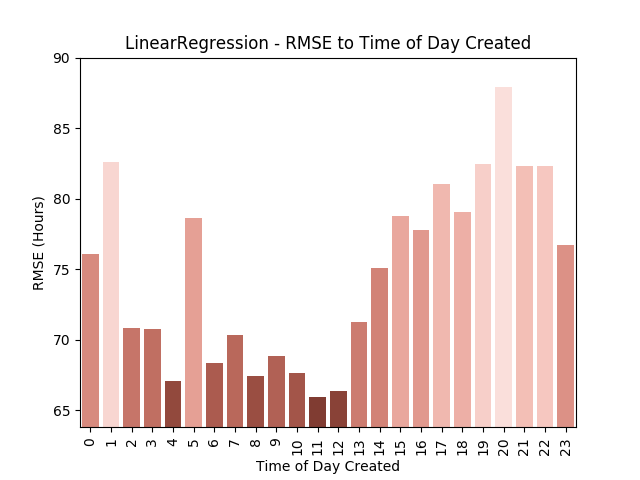 LinearRegression - RMSE to Time of Day Created
90
85
80
75
70
65
RMSE (Hours)
0 1 2 3 4 5 6 7 8 9 10 11 12 13 14 15 16 17 18 19 20 21 22 23
Time of Day Created